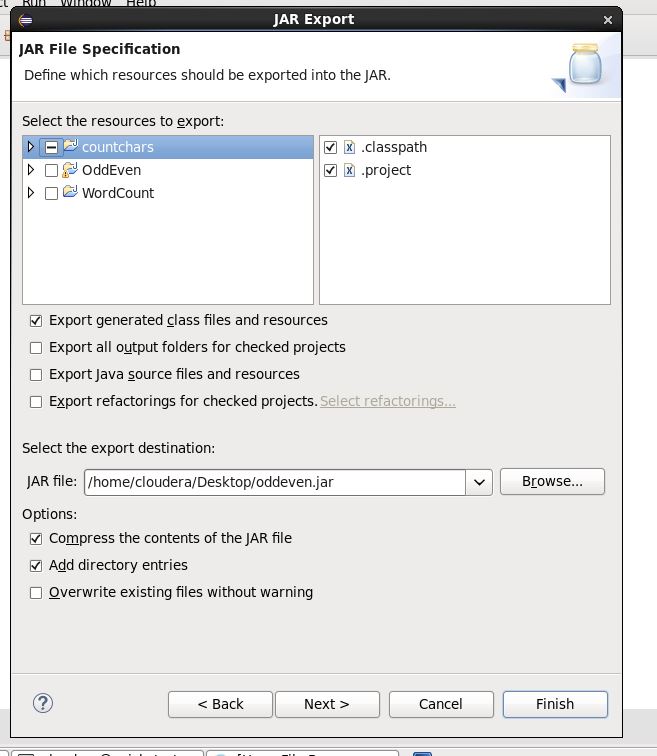 Run Window Help
JAR Export
JAR File Specification
Define which resources should be exported into the JAR.
Select the resources to export:
countchars
OddEven
WordCount
.classpath
.project
Export generated class files and resources
Export all output folders for checked projects
Export Java source files and resources
Export refactorings for checked projects. Select refactorings...
Select the export destination:
JAR file: /home/cloudera/Desktop/oddeven.jar Browse...
Options:
Compress the contents of the JAR file
Add directory entries
Overwrite existing files without warning
< Back Next > Cancel Finish